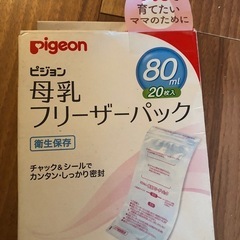 育てたい
ママのために
pigeon
ピジョン
80ml
20枚入
母乳
フリーザーパック
衛生保存
チャック&シールで
カンタン・しっかり密封